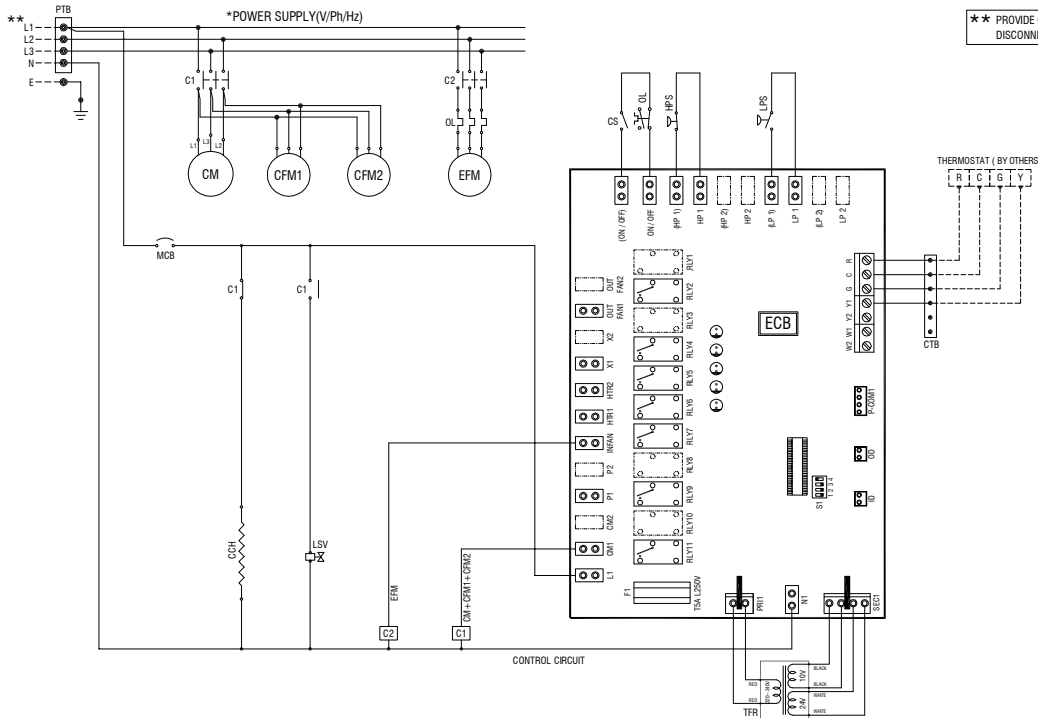 PTB
*POWER SUPPLY(V/Ph/Hz)
** PROVIDE
DISCONNE
** L1
L2
L3
N
E
C1
C2
OL
L1 L3 L2
CM
CFM1
CFM2
EFM
CS
OL
HPS
LPS
THERMOSTAT ( BY OTHERS
R C G Y
(ON / OFF)
ON / OFF
(HP 1)
HP 1
(HP 2)
HP 2
(LP 1)
LP 1
(LP 2)
LP 2
MCB
C1
C1
OUT FAN2
OUT FAN1
X2
X1
HTR2
HTR1
INFAN
P2
P1
CM2
CM1
L1
RLY1
RLY2
RLY3
RLY4
RLY5
RLY6
RLY7
RLY8
RLY9
RLY10
RLY11
ECB
R
C
G
Y1
Y2
W1
W2
CTB
P-COM1
OD
ID
S1
1 2 3 4
CCH
LSV
EFM
CM + CFM1 + CFM2
C2
C1
F1
T5A L250V
PRI1
N1
SEC1
CONTROL CIRCUIT
RED
RED
220~240V
10V
24V
BLACK
BLACK
WHITE
WHITE
TFR